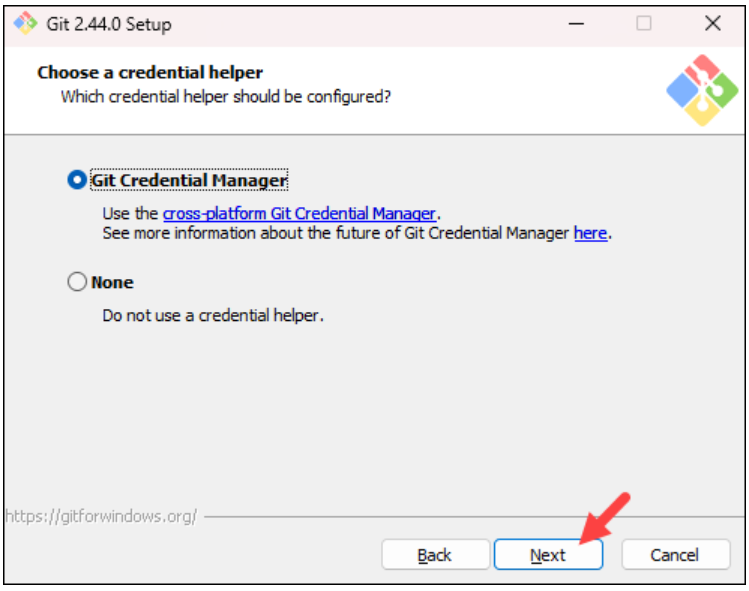 Git 2.44.0 Setup
Choose a credential helper
Which credential helper should be configured?
Git Credential Manager
Use the cross-platform Git Credential Manager.
See more information about the future of Git Credential Manager here.
None
Do not use a credential helper.
https://gitforwindows.org/
Back Next Cancel